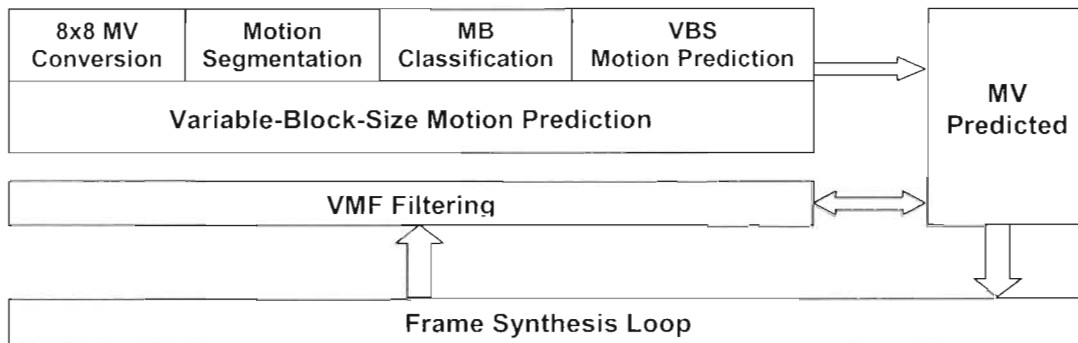 8x8 MV
Conversion
Motion
Segmentation
MB
Classification
VBS
Motion Prediction
Variable-Block-Size Motion Prediction
MV
Predicted
VMF Filtering
Frame Synthesis Loop